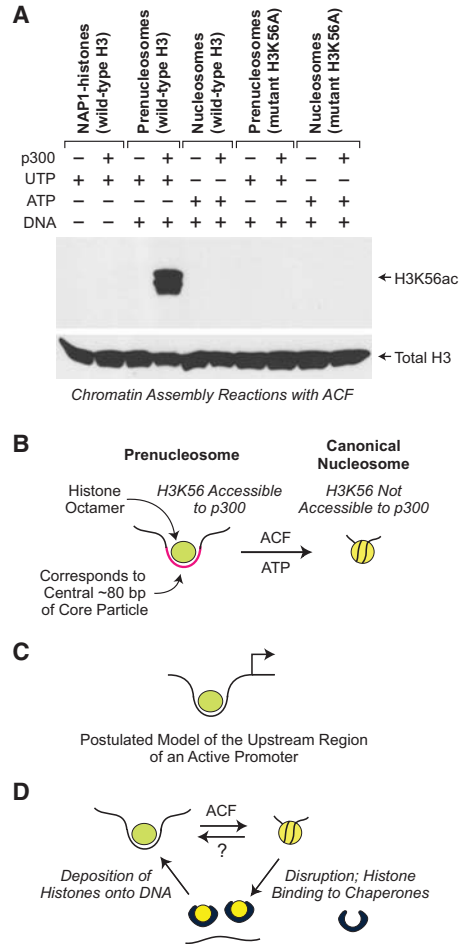 A
NAP1-histones
(wild-type H3)
Prenucleosomes
(wild-type H3)
Nucleosomes
(wild-type H3)
Prenucleosomes
(mutant H3K56A)
Nucleosomes
(mutant H3K56A)
p300 – + – + – + – + – +
UTP + + + + – – + + – –
ATP – – – – + + – – + +
DNA – – + + + + + + + +
H3K56ac
Total H3
Chromatin Assembly Reactions with ACF
B
Prenucleosome
Canonical
Nucleosome
Histone
Octamer
H3K56 Accessible
to p300
H3K56 Not
Accessible to p300
ACF
ATP
Corresponds to
Central ~80 bp
of Core Particle
C
Postulated Model of the Upstream Region
of an Active Promoter
D
ACF
?
Deposition of
Histones onto DNA
Disruption; Histone
Binding to Chaperones